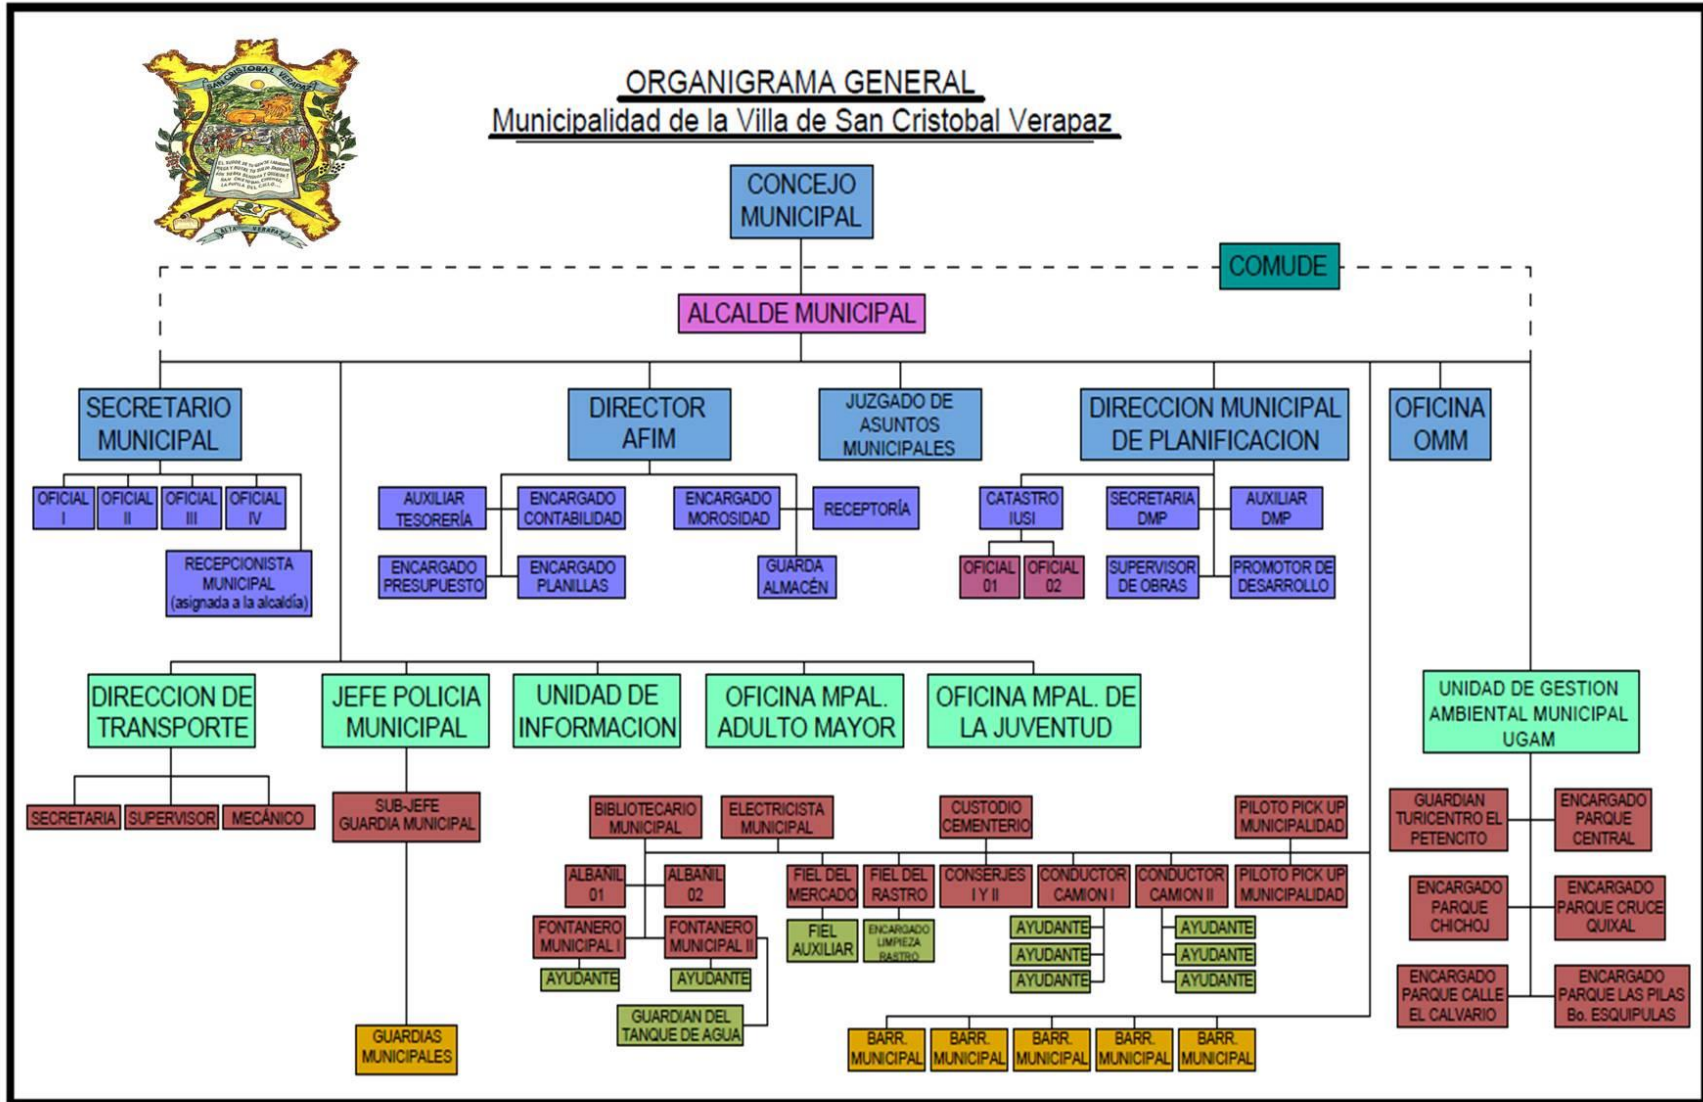 SAN CRISTOBAL VERAPAZ
ORGANIGRAMA GENERAL
Municipalidad de la Villa de San Cristobal Verapaz
CONCEJO
MUNICIPAL
COMUDE
ALCALDE MUNICIPAL
SECRETARIO
MUNICIPAL
DIRECTOR
AFIM
JUZGADO DE
ASUNTOS
MUNICIPALES
DIRECCION MUNICIPAL
DE PLANIFICACION
OFICINA
OMM
OFICIAL
I
OFICIAL
II
OFICIAL
III
OFICIAL
IV
RECEPCIONISTA
MUNICIPAL
(asignada a la alcaldía)
AUXILIAR
TESORERÍA
ENCARGADO
CONTABILIDAD
ENCARGADO
MOROSIDAD
RECEPTORÍA
ENCARGADO
PRESUPUESTO
ENCARGADO
PLANILLAS
GUARDA
ALMACÉN
CATASTRO
IUSI
SECRETARIA
DMP
AUXILIAR
DMP
OFICIAL
01
OFICIAL
02
SUPERVISOR
DE OBRAS
PROMOTOR DE
DESARROLLO
DIRECCION DE
TRANSPORTE
JEFE POLICIA
MUNICIPAL
UNIDAD DE
INFORMACION
OFICINA MPAL.
ADULTO MAYOR
OFICINA MPAL. DE
LA JUVENTUD
UNIDAD DE GESTION
AMBIENTAL MUNICIPAL
UGAM
SECRETARIA
SUPERVISOR
MECÁNICO
SUB-JEFE
GUARDIA MUNICIPAL
BIBLIOTECARIO
MUNICIPAL
ELECTRICISTA
MUNICIPAL
CUSTODIO
CEMENTERIO
PILOTO PICK UP
MUNICIPALIDAD
GUARDIAN
TURICENTRO EL
PETENCITO
ENCARGADO
PARQUE
CENTRAL
ALBAÑIL
01
ALBAÑIL
02
FIEL DEL
MERCADO
FIEL DEL
RASTRO
CONSERJES
I Y II
CONDUCTOR
CAMION I
CONDUCTOR
CAMION II
PILOTO PICK UP
MUNICIPALIDAD
ENCARGADO
PARQUE
CHICHOJ
ENCARGADO
PARQUE CRUCE
QUIXAL
FONTANERO
MUNICIPAL I
FONTANERO
MUNICIPAL II
FIEL
AUXILIAR
ENCARGADO
LIMPIEZA
RASTRO
AYUDANTE
AYUDANTE
AYUDANTE
AYUDANTE
AYUDANTE
AYUDANTE
AYUDANTE
AYUDANTE
GUARDIAN DEL
TANQUE DE AGUA
ENCARGADO
PARQUE CALLE
EL CALVARIO
ENCARGADO
PARQUE LAS PILAS
Bo. ESQUIPULAS
GUARDIAS
MUNICIPALES
BARR.
MUNICIPAL
BARR.
MUNICIPAL
BARR.
MUNICIPAL
BARR.
MUNICIPAL
BARR.
MUNICIPAL